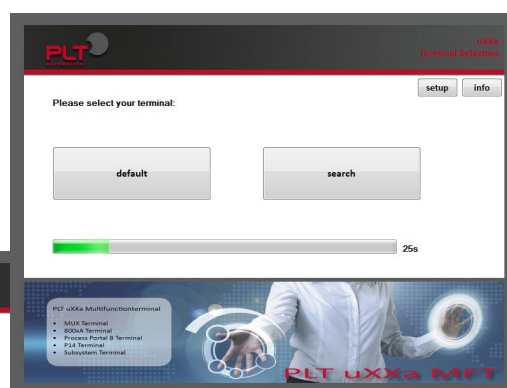 PLT
AUTOMATION
uXXa
Terminal Selection
setup
info
Please select your terminal:
default
search
25s
PLT uXXa Multifunctionterminal
• MUX Terminal
• 800xA Terminal
• Process Portal B Terminal
• P14 Terminal
• Subsystem Terminal
PLT uXXa MFT